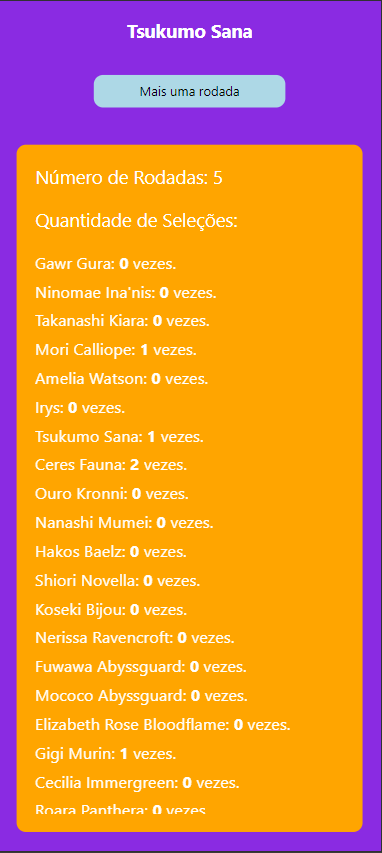 Tsukumo Sana
Mais uma rodada
Número de Rodadas: 5
Quantidade de Seleções:
Gawr Gura: 0 vezes.
Ninomae Ina'nis: 0 vezes.
Takanashi Kiara: 0 vezes.
Mori Calliope: 1 vezes.
Amelia Watson: 0 vezes.
Irys: 0 vezes.
Tsukumo Sana: 1 vezes.
Ceres Fauna: 2 vezes.
Ouro Kronni: 0 vezes.
Nanashi Mumei: 0 vezes.
Hakos Baelz: 0 vezes.
Shiori Novella: 0 vezes.
Koseki Bijou: 0 vezes.
Nerissa Ravencroft: 0 vezes.
Fuwawa Abyssguard: 0 vezes.
Mococo Abyssguard: 0 vezes.
Elizabeth Rose Bloodflame: 0 vezes.
Gigi Murin: 1 vezes.
Cecilia Immergreen: 0 vezes.
Roara Panthera: 0 vezes.